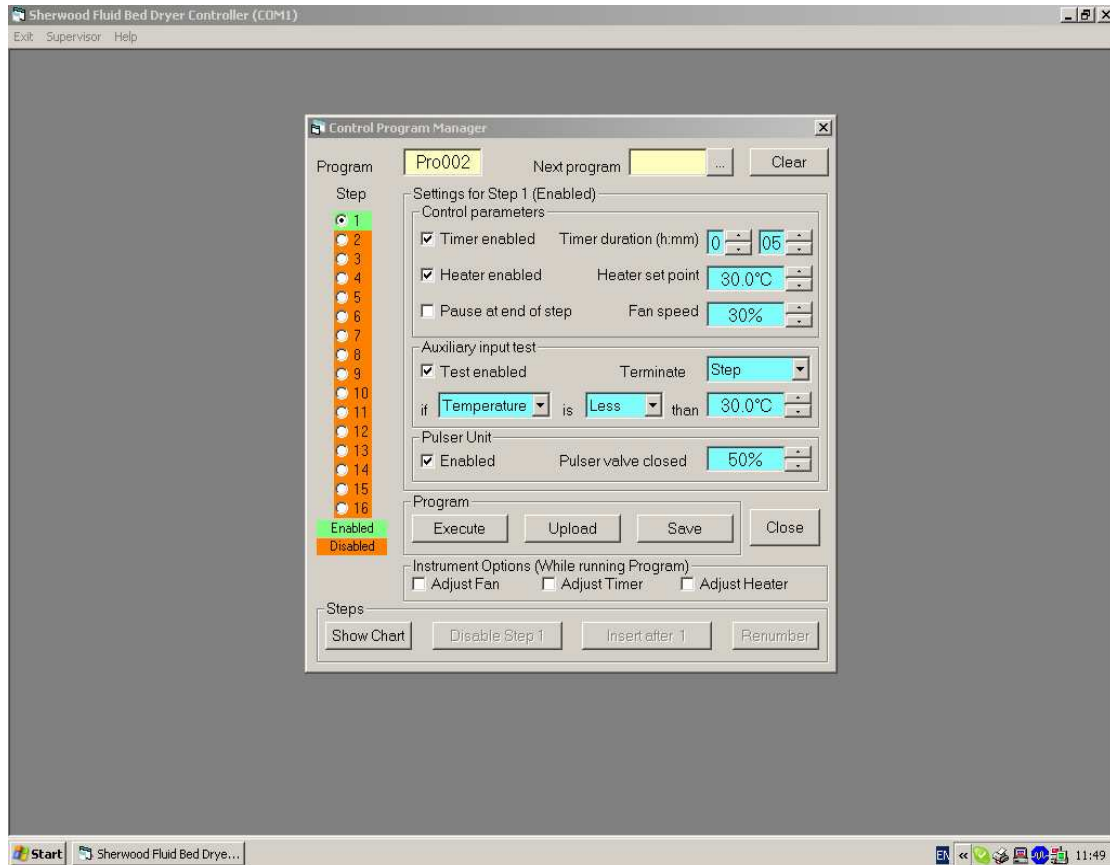 Sherwood Fluid Bed Dryer Controller (COM1)
Exit Supervisor Help
Control Program Manager
Program Pro002 Next program ... Clear
Step
Settings for Step 1 (Enabled)
Control parameters
1
Timer enabled Timer duration (h:mm) 0 05
2
3
Heater enabled Heater set point 30.0°C
4
5
Pause at end of step Fan speed 30%
6
7
Auxiliary input test
8
Test enabled Terminate Step
9
10
if Temperature is Less than 30.0°C
11
12
Pulser Unit
13
Enabled Pulser valve closed 50%
14
15
16
Program
Enabled
Execute Upload Save Close
Disabled
Instrument Options (While running Program)
Adjust Fan Adjust Timer Adjust Heater
Steps
Show Chart Disable Step 1 Insert after 1 Renumber
Start Sherwood Fluid Bed Drye... EN « 11:49